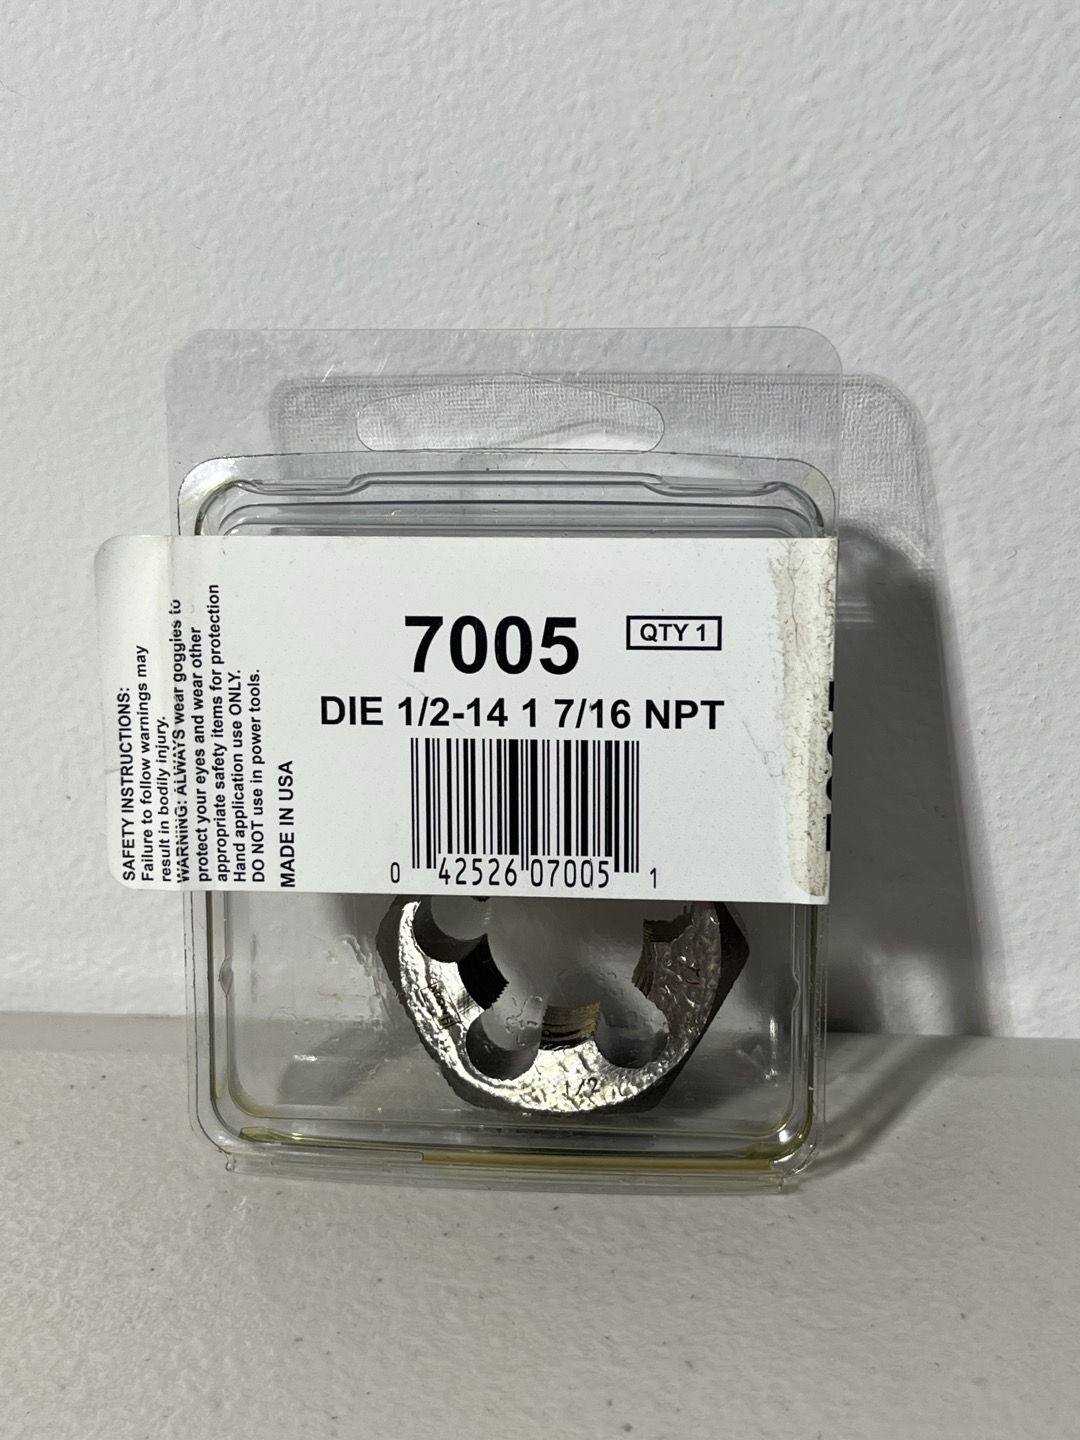 7005
QTY 1
DIE 1/2-14 1 7/16 NPT
0 42526 07005 1
SAFETY INSTRUCTIONS:
Failure to follow warnings may
result in bodily injury.
WARNING: ALWAYS wear goggles to
protect your eyes and wear other
appropriate safety items for protection
Hand application use ONLY.
DO NOT use in power tools.
MADE IN USA
1/2